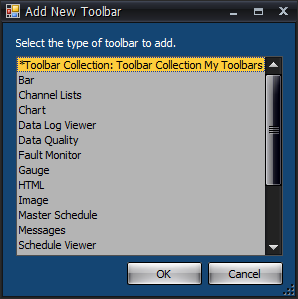 Add New Toolbar
Select the type of toolbar to add.
*Toolbar Collection: Toolbar Collection My Toolbars
Bar
Channel Lists
Chart
Data Log Viewer
Data Quality
Fault Monitor
Gauge
HTML
Image
Master Schedule
Messages
Schedule Viewer
OK
Cancel